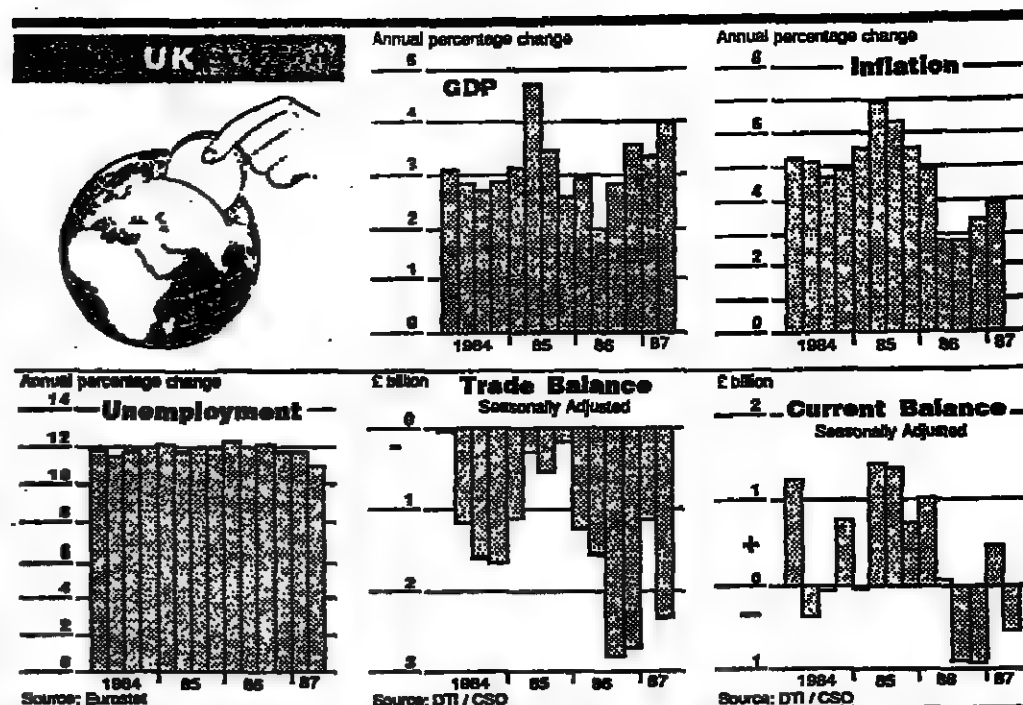 UK
Annual percentage change
GDP
5
4
3
2
1
0
1984 85 86 87
Annual percentage change
Inflation
8
6
4
2
0
1984 85 86 87
Annual percentage change
Unemployment
14
12
10
8
6
4
2
0
1984 85 86 87
Source: Eurostat
£ billion
Trade Balance
Seasonally Adjusted
0
-
1
2
3
1984 85 86 87
Source: DTI / CSO
£ billion
Current Balance
Seasonally Adjusted
2
1
+
0
-
1
1984 85 86 87
Source: DTI / CSO